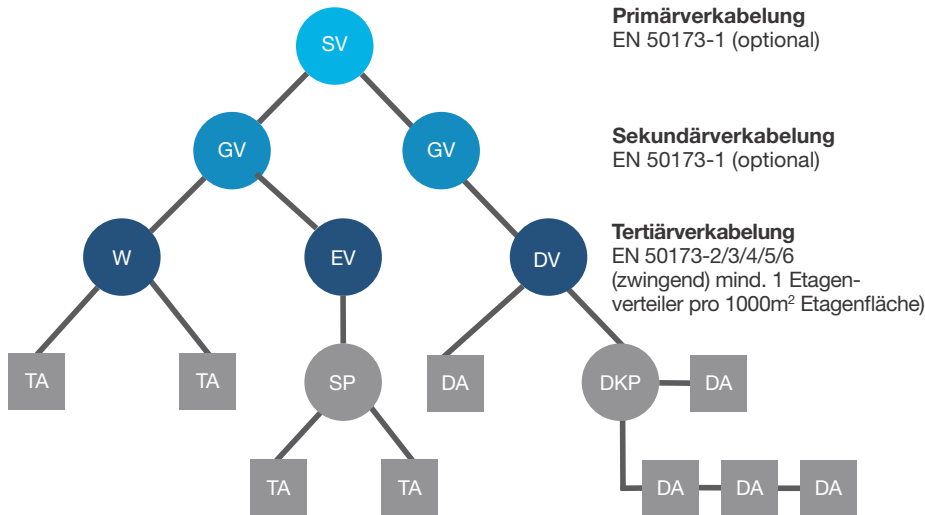 SV
Primärverkabelung
EN 50173-1 (optional)
GV
GV
Sekundärverkabelung
EN 50173-1 (optional)
W
EV
DV
Tertiärverkabelung
EN 50173-2/3/4/5/6
(zwingend) mind. 1 Etagen-
verteiler pro 1000m² Etagenfläche)
TA
TA
SP
DA
DKP
DA
TA
TA
DA
DA
DA